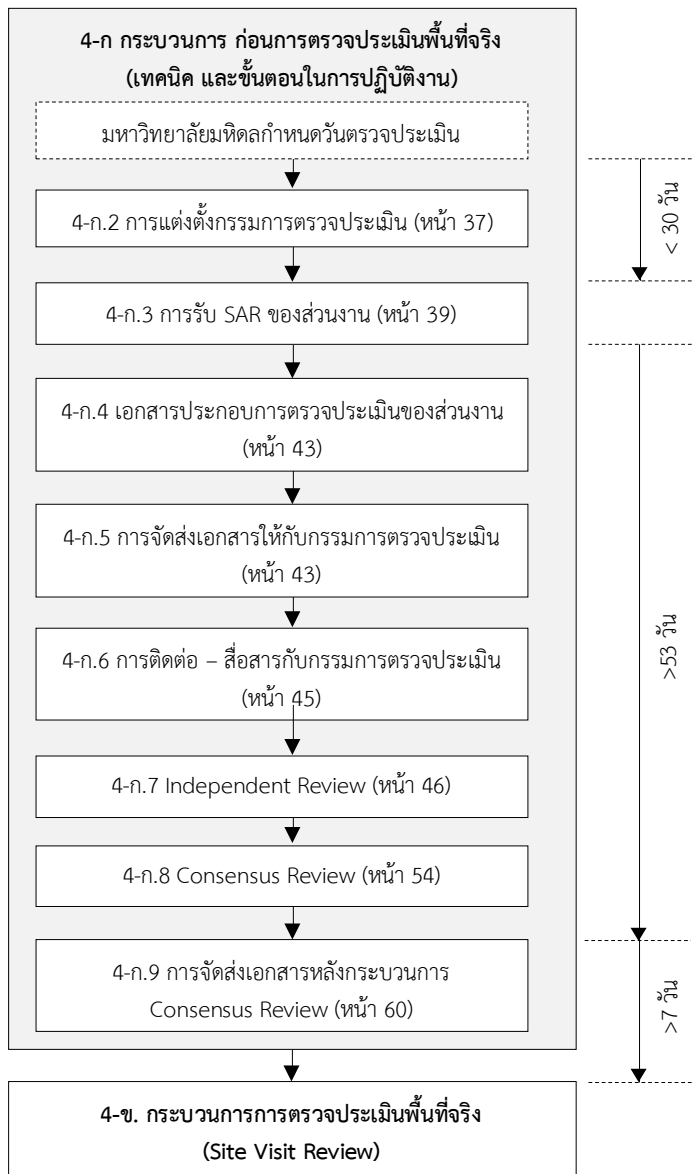 4-ก กระบวนการ ก่อนการตรวจประเมินพื้นที่จริง
(เทคนิค และขั้นตอนในการปฏิบัติงาน)
มหาวิทยาลัยมหิดลกำหนดวันตรวจประเมิน
4-ก.2 การแต่งตั้งกรรมการตรวจประเมิน (หน้า 37)
< 30 วัน
4-ก.3 การรับ SAR ของส่วนงาน (หน้า 39)
4-ก.4 เอกสารประกอบการตรวจประเมินของส่วนงาน
(หน้า 43)
4-ก.5 การจัดส่งเอกสารให้กับกรรมการตรวจประเมิน
(หน้า 43)
4-ก.6 การติดต่อ – สื่อสารกับกรรมการตรวจประเมิน
(หน้า 45)
>53 วัน
4-ก.7 Independent Review (หน้า 46)
4-ก.8 Consensus Review (หน้า 54)
4-ก.9 การจัดส่งเอกสารหลังกระบวนการ
Consensus Review (หน้า 60)
>7 วัน
4-ข. กระบวนการการตรวจประเมินพื้นที่จริง
(Site Visit Review)